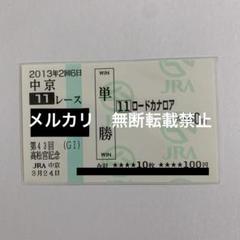 2013年2回6日
WIN
中京
11レース
単勝
11ロードカナロア
メルカリ 無断転載禁止
第43回
(GI)
高松宮記念
JRA 中京
3月24日
WIN
合計 ★★★★10枚 ★★★★100円
JRA